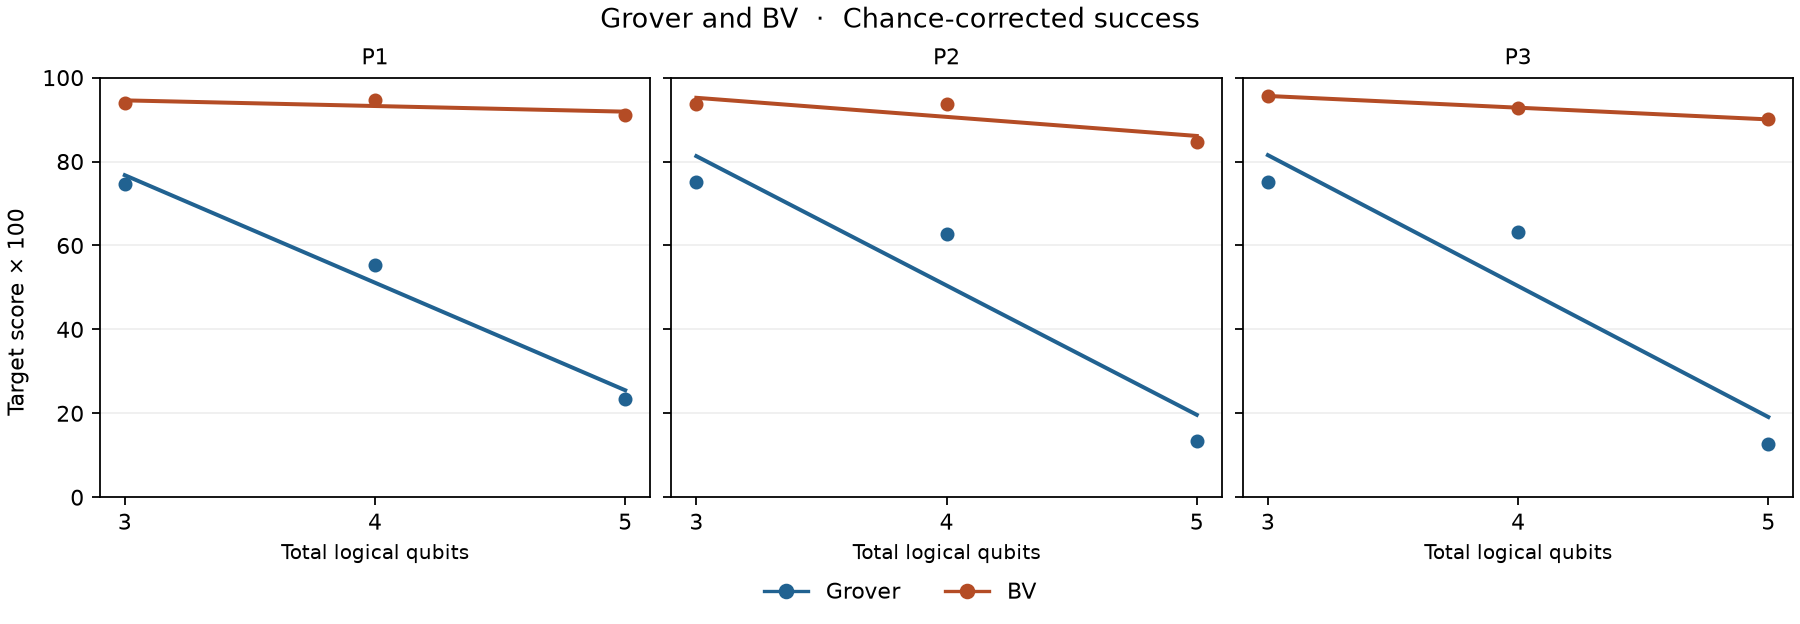 Grover and BV · Chance-corrected success
P1
P2
P3
Target score × 100
100
80
60
40
20
0
3
4
5
3
4
5
3
4
5
Total logical qubits
Total logical qubits
Total logical qubits
Grover
BV